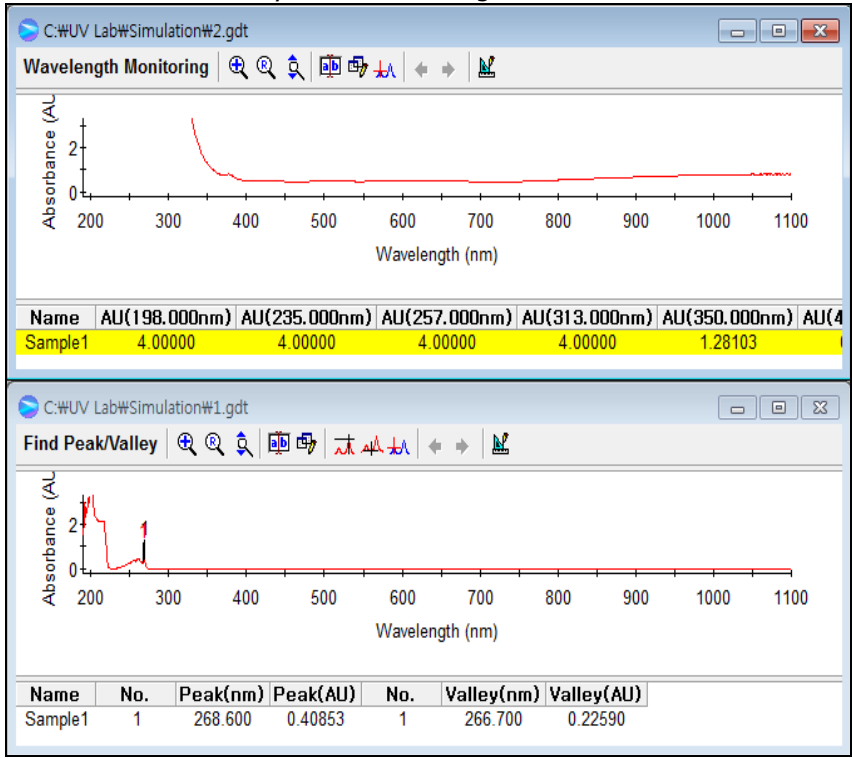 C:₩UV Lab₩Simulation₩2.gdt
Wavelength Monitoring
Absorbance (AU
2
0
200 300 400 500 600 700 800 900 1000 1100
Wavelength (nm)
Name AU(198.000nm) AU(235.000nm) AU(257.000nm) AU(313.000nm) AU(350.000nm) AU(4
Sample1 4.00000 4.00000 4.00000 4.00000 1.28103
C:₩UV Lab₩Simulation₩1.gdt
Find Peak/Valley
Absorbance (AU
2
0
1
200 300 400 500 600 700 800 900 1000 1100
Wavelength (nm)
Name No. Peak(nm) Peak(AU) No. Valley(nm) Valley(AU)
Sample1 1 268.600 0.40853 1 266.700 0.22590